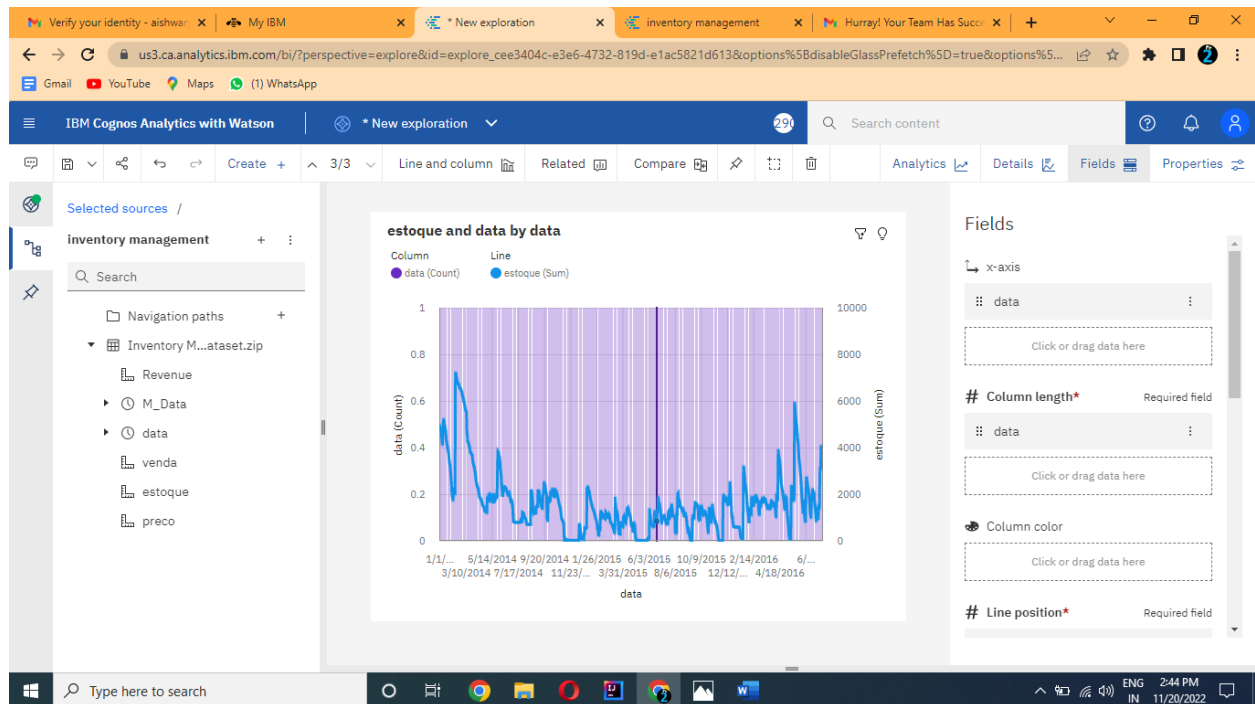 Verify your identity - aishwar
My IBM
* New exploration
inventory management
Hurray! Your Team Has Succe
us3.ca.analytics.ibm.com/bi/?perspective=explore&id=explore_cee3404c-e3e6-4732-819d-e1ac5821d613&options%5BdisableGlassPrefetch%5D=true&options%5...
Gmail YouTube Maps (1) WhatsApp
IBM Cognos Analytics with Watson
* New exploration
290
Search content
Create + 3/3 Line and column Related Compare Analytics Details Fields Properties
Selected sources /
inventory management
Search
Navigation paths
Inventory M...ataset.zip
Revenue
M_Data
data
venda
estoque
preco
estoque and data by data
Column Line
data (Count) estoque (Sum)
1 10000
0.8 8000
0.6 6000
0.4 4000
0.2 2000
0 0
data (Count)
estoque (Sum)
1/1/... 5/14/2014 9/20/2014 1/26/2015 6/3/2015 10/9/2015 2/14/2016 6/...
3/10/2014 7/17/2014 11/23/... 3/31/2015 8/6/2015 12/12/... 4/18/2016
data
Fields
x-axis
data
Click or drag data here
# Column length* Required field
data
Click or drag data here
Column color
Click or drag data here
# Line position* Required field
Type here to search
ENG 2:44 PM
IN 11/20/2022